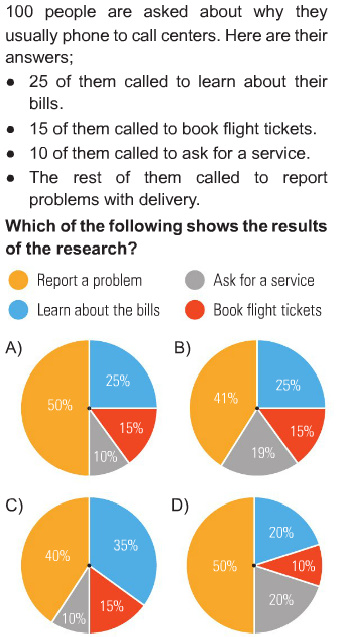 100 people are asked about why they
usually phone to call centers. Here are their
answers;
• 25 of them called to learn about their
bills.
• 15 of them called to book flight tickets.
• 10 of them called to ask for a service.
• The rest of them called to report
problems with delivery.
Which of the following shows the results
of the research?
Report a problem Ask for a service
Learn about the bills Book flight tickets
A) B)
25% 25%
50% 41%
15% 15%
10% 19%
C) D)
35% 20%
40% 50% 10%
15% 20%
10%